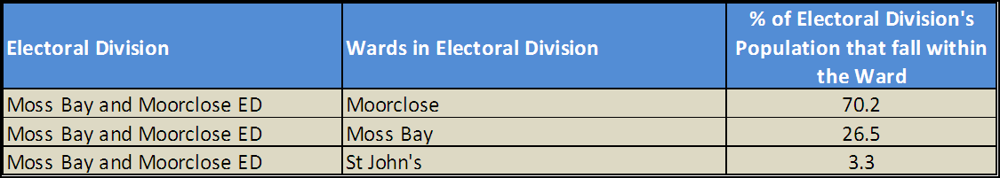 Electoral Division Wards in Electoral Division % of Electoral Division's
Population that fall within
the Ward
Moss Bay and Moorclose ED Moorclose 70.2
Moss Bay and Moorclose ED Moss Bay 26.5
Moss Bay and Moorclose ED St John's 3.3